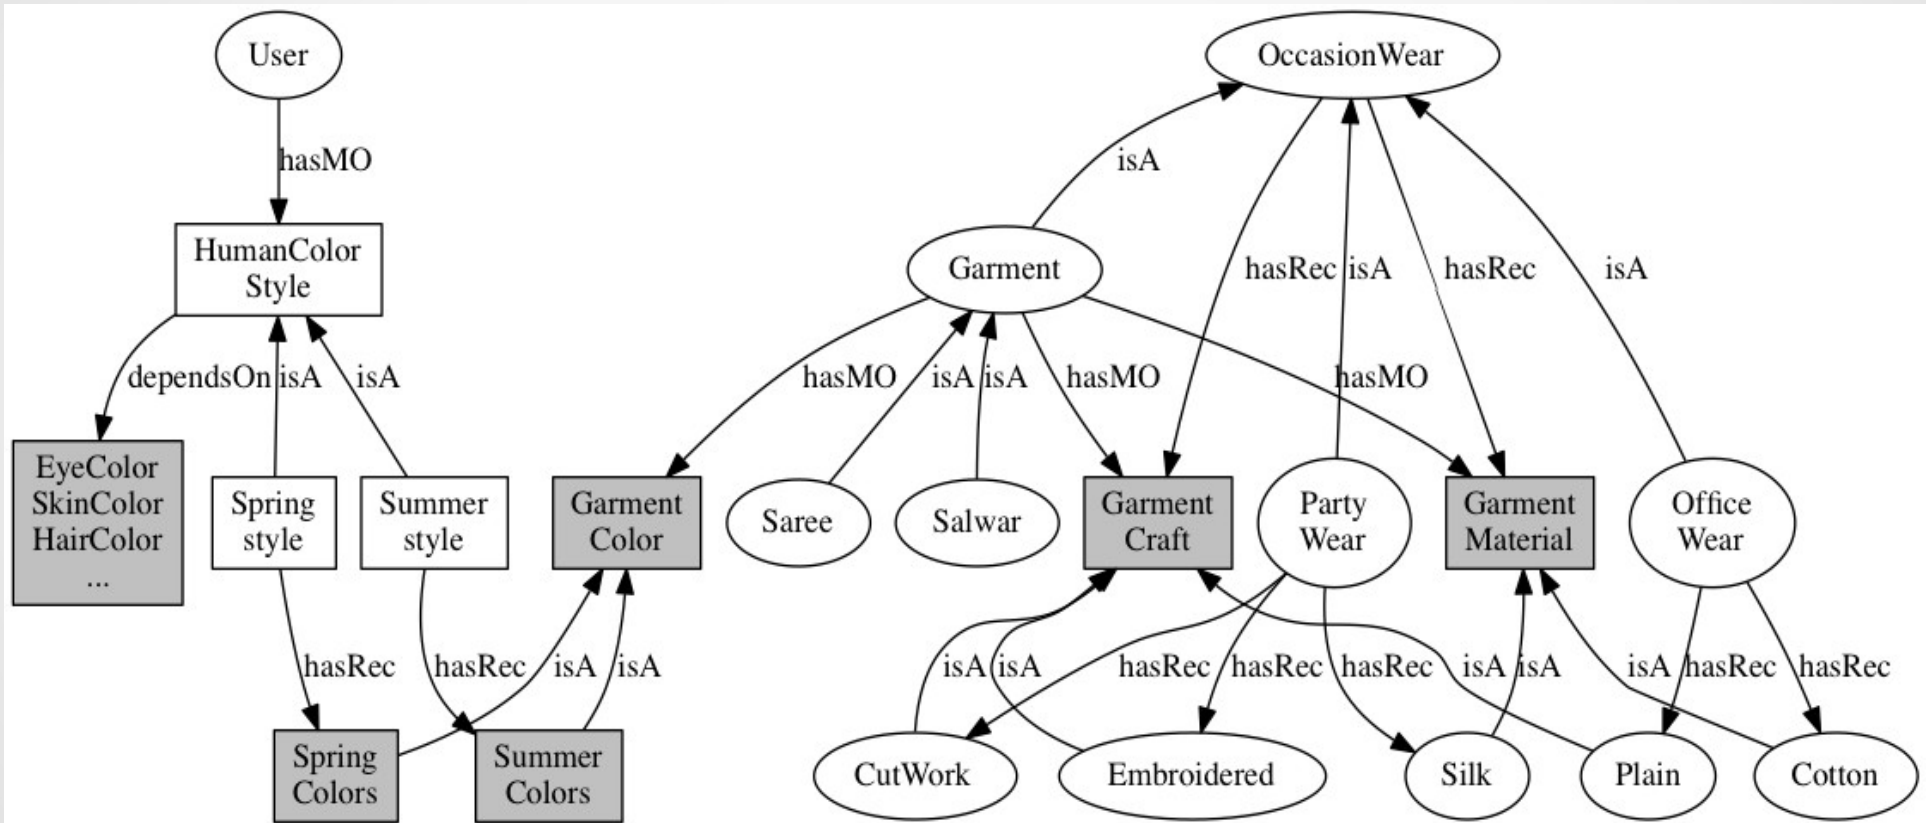 User
OccasionWear
hasMO
isA
HumanColor
Style
Garment
hasRec
isA
hasRec
isA
dependsOn
isA
isA
hasMO
isA
isA
hasMO
hasMO
EyeColor
SkinColor
HairColor
...
Spring
style
Summer
style
Garment
Color
Saree
Salwar
Garment
Craft
Party
Wear
Garment
Material
Office
Wear
hasRec
hasRec
isA
isA
isA
isA
hasRec
hasRec
hasRec
isA
isA
isA
hasRec
hasRec
Spring
Colors
Summer
Colors
CutWork
Embroidered
Silk
Plain
Cotton